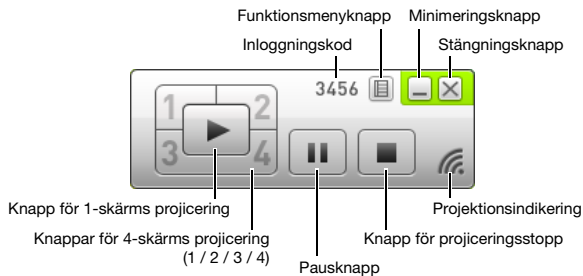 Funktionsmenyknapp
Minimeringsknapp
Inloggningskod
Stängningsknapp
3456
1
2
3
4
Knapp för 1-skärms projicering
Projektionsindikering
Knappar för 4-skärms projicering
(1 / 2 / 3 / 4)
Knapp för projiceringsstopp
Pausknapp